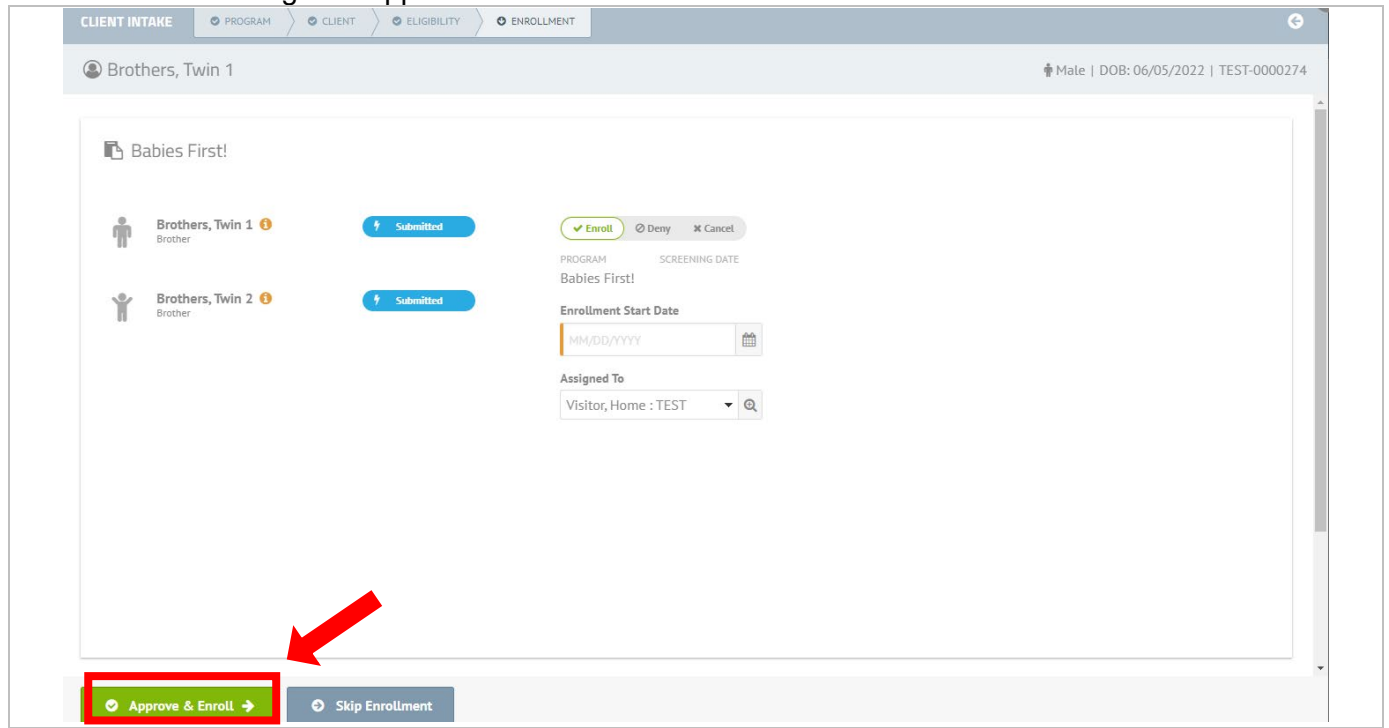 CLIENT INTAKE PROGRAM CLIENT ELIGIBILITY ENROLLMENT
Brothers, Twin 1 Male | DOB: 06/05/2022 | TEST-0000274
Babies First!
Brothers, Twin 1 Submitted Enroll Deny Cancel
Brother
PROGRAM SCREENING DATE
Babies First!
Brothers, Twin 2 Submitted
Brother
Enrollment Start Date
MM/DD/YYYY
Assigned To
Visitor, Home : TEST
Approve & Enroll Skip Enrollment